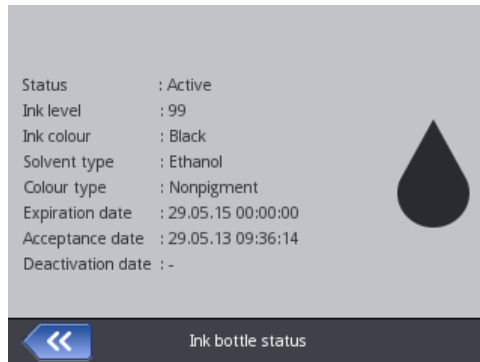 Status : Active
Ink level : 99
Ink colour : Black
Solvent type : Ethanol
Colour type : Nonpigment
Expiration date : 29.05.15 00:00:00
Acceptance date : 29.05.13 09:36:14
Deactivation date : -
Ink bottle status